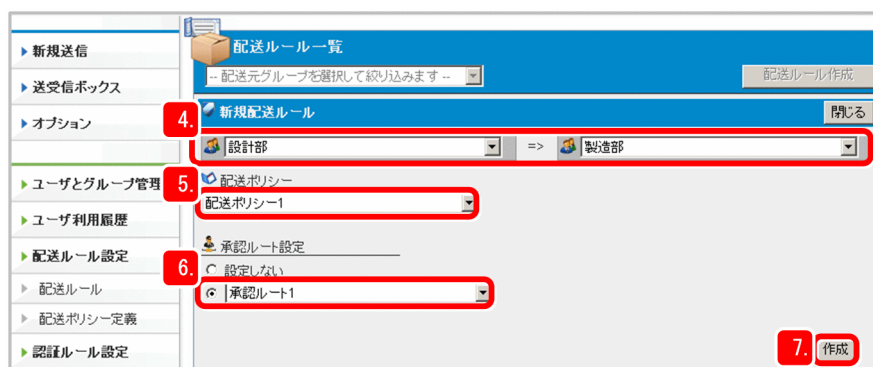 新規送信
送受信ボックス
オプション
ユーザとグループ管理
ユーザ利用履歴
配送ルール設定
配送ルール
配送ポリシー定義
認証ルール設定
配送ルール一覧
-- 配送元グループを選択して絞り込みます --
配送ルール作成
新規配送ルール
閉じる
4.
設計部 => 製造部
5.
配送ポリシー
配送ポリシー1
承認ルート設定
6.
設定しない
承認ルート1
7.
作成